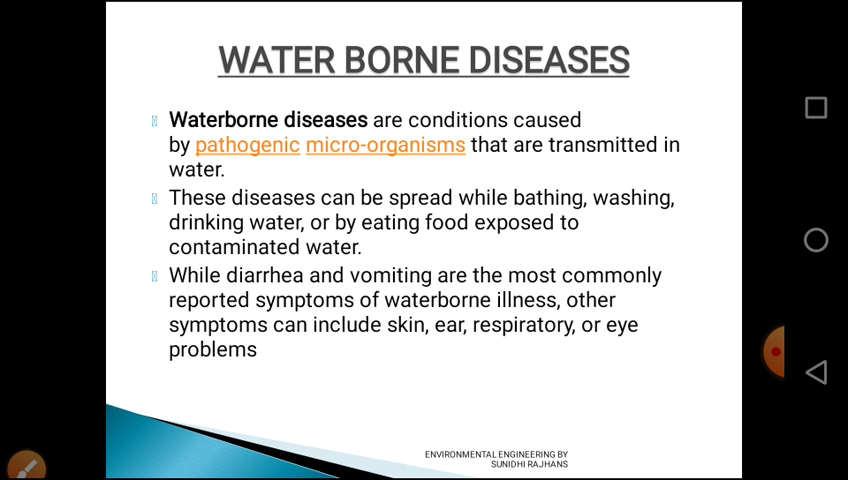 WATER BORNE DISEASES
Waterborne diseases are conditions caused
by pathogenic micro-organisms that are transmitted in
water.
These diseases can be spread while bathing, washing,
drinking water, or by eating food exposed to
contaminated water.
While diarrhea and vomiting are the most commonly
reported symptoms of waterborne illness, other
symptoms can include skin, ear, respiratory, or eye
problems
ENVIRONMENTAL ENGINEERING BY
SUNIDHI RAJHANS